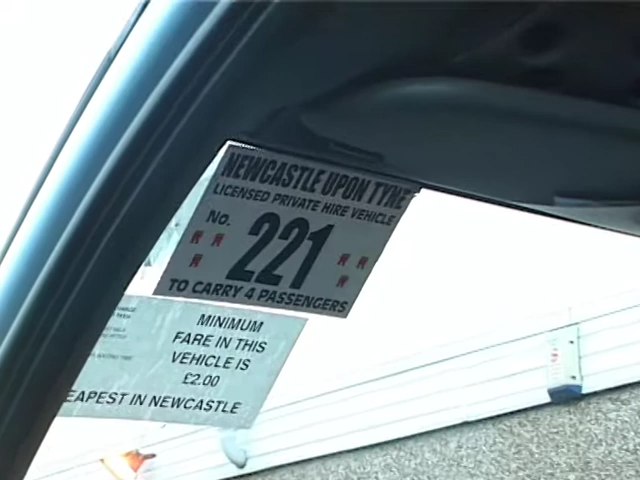 NEWCASTLE UPON TYNE
LICENSED PRIVATE HIRE VEHICLE
No.
221
TO CARRY 4 PASSENGERS
MINIMUM
FARE IN THIS
VEHICLE IS
£2.00
EAPEST IN NEWCASTLE